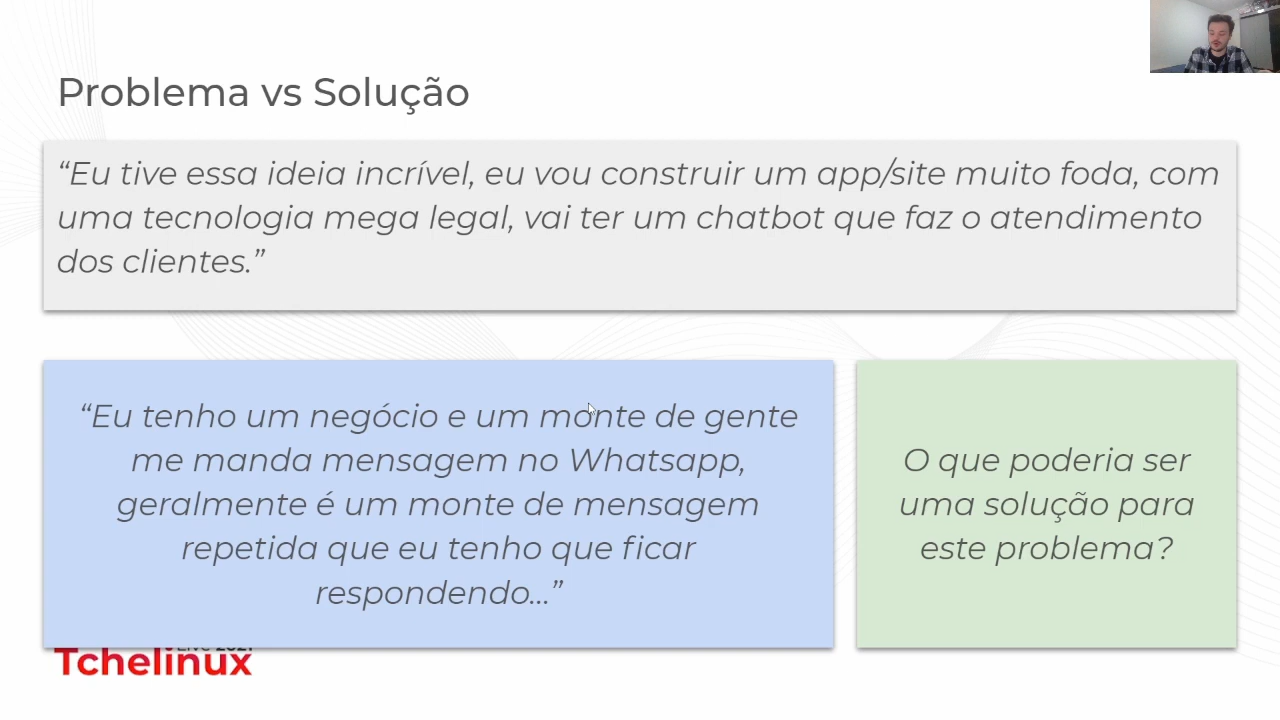 Problema vs Solução
“Eu tive essa ideia incrível, eu vou construir um app/site muito foda, com
uma tecnologia mega legal, vai ter um chatbot que faz o atendimento
dos clientes.”
“Eu tenho um negócio e um monte de gente
me manda mensagem no Whatsapp,
geralmente é um monte de mensagem
repetida que eu tenho que ficar
respondendo...”
O que poderia ser
uma solução para
este problema?
Live 2021
Tchelinux